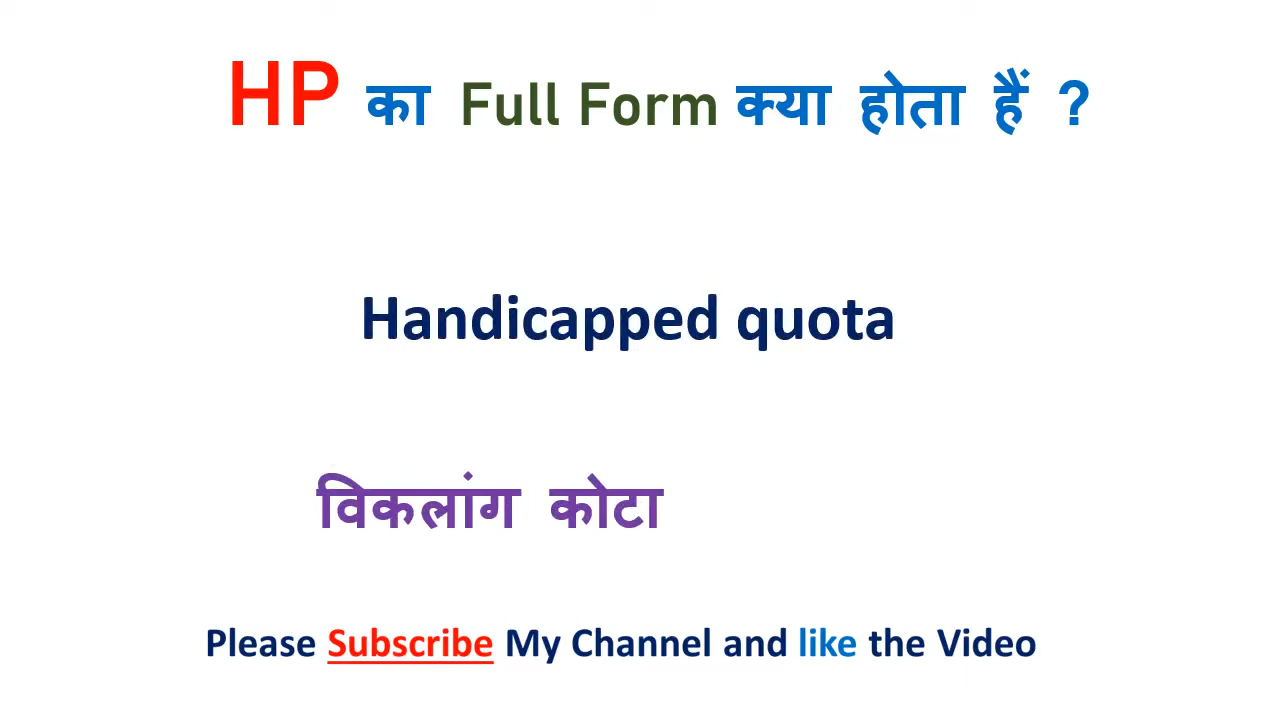 HP का Full Form क्या होता हैं ?
Handicapped quota
विकलांग कोटा
Please Subscribe My Channel and like the Video